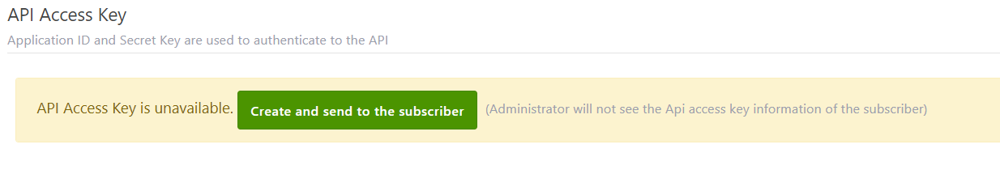 API Access Key
Application ID and Secret Key are used to authenticate to the API
API Access Key is unavailable. Create and send to the subscriber (Administrator will not see the Api access key information of the subscriber)